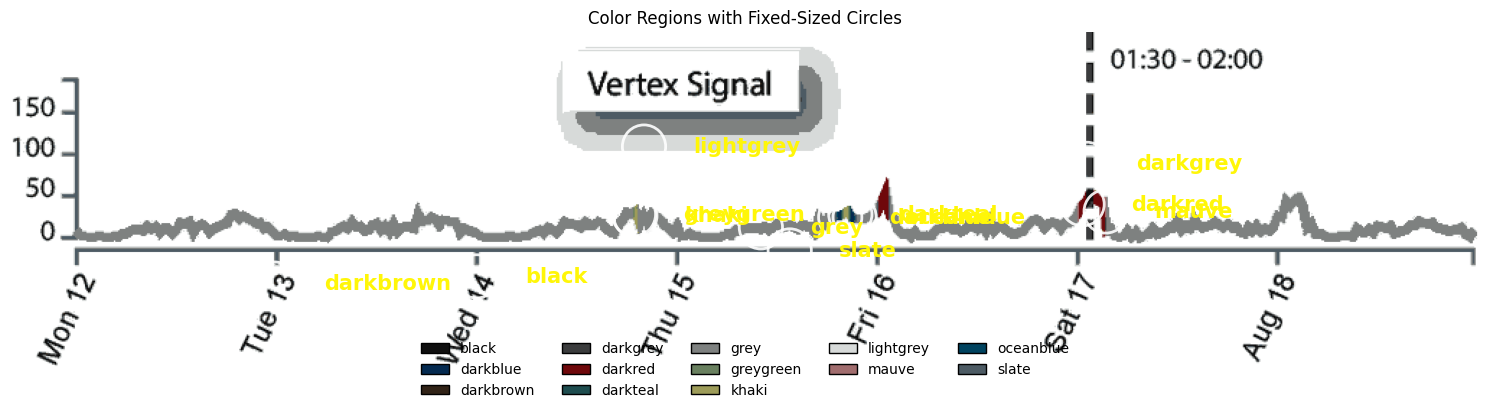 Color Regions with Fixed-Sized Circles
01:30 - 02:00
Vertex Signal
150
100
50
0
lightgrey
darkgrey
darkred
mauve
khaki
greygreen
grey
oceanblue
slate
black
darkbrown
Mon 12
Tue 13
Wed 14
Thu 15
Fri 16
Sat 17
Aug 18
black
darkgrey
grey
lightgrey
oceanblue
darkblue
darkred
greygreen
mauve
slate
darkbrown
darkteal
khaki